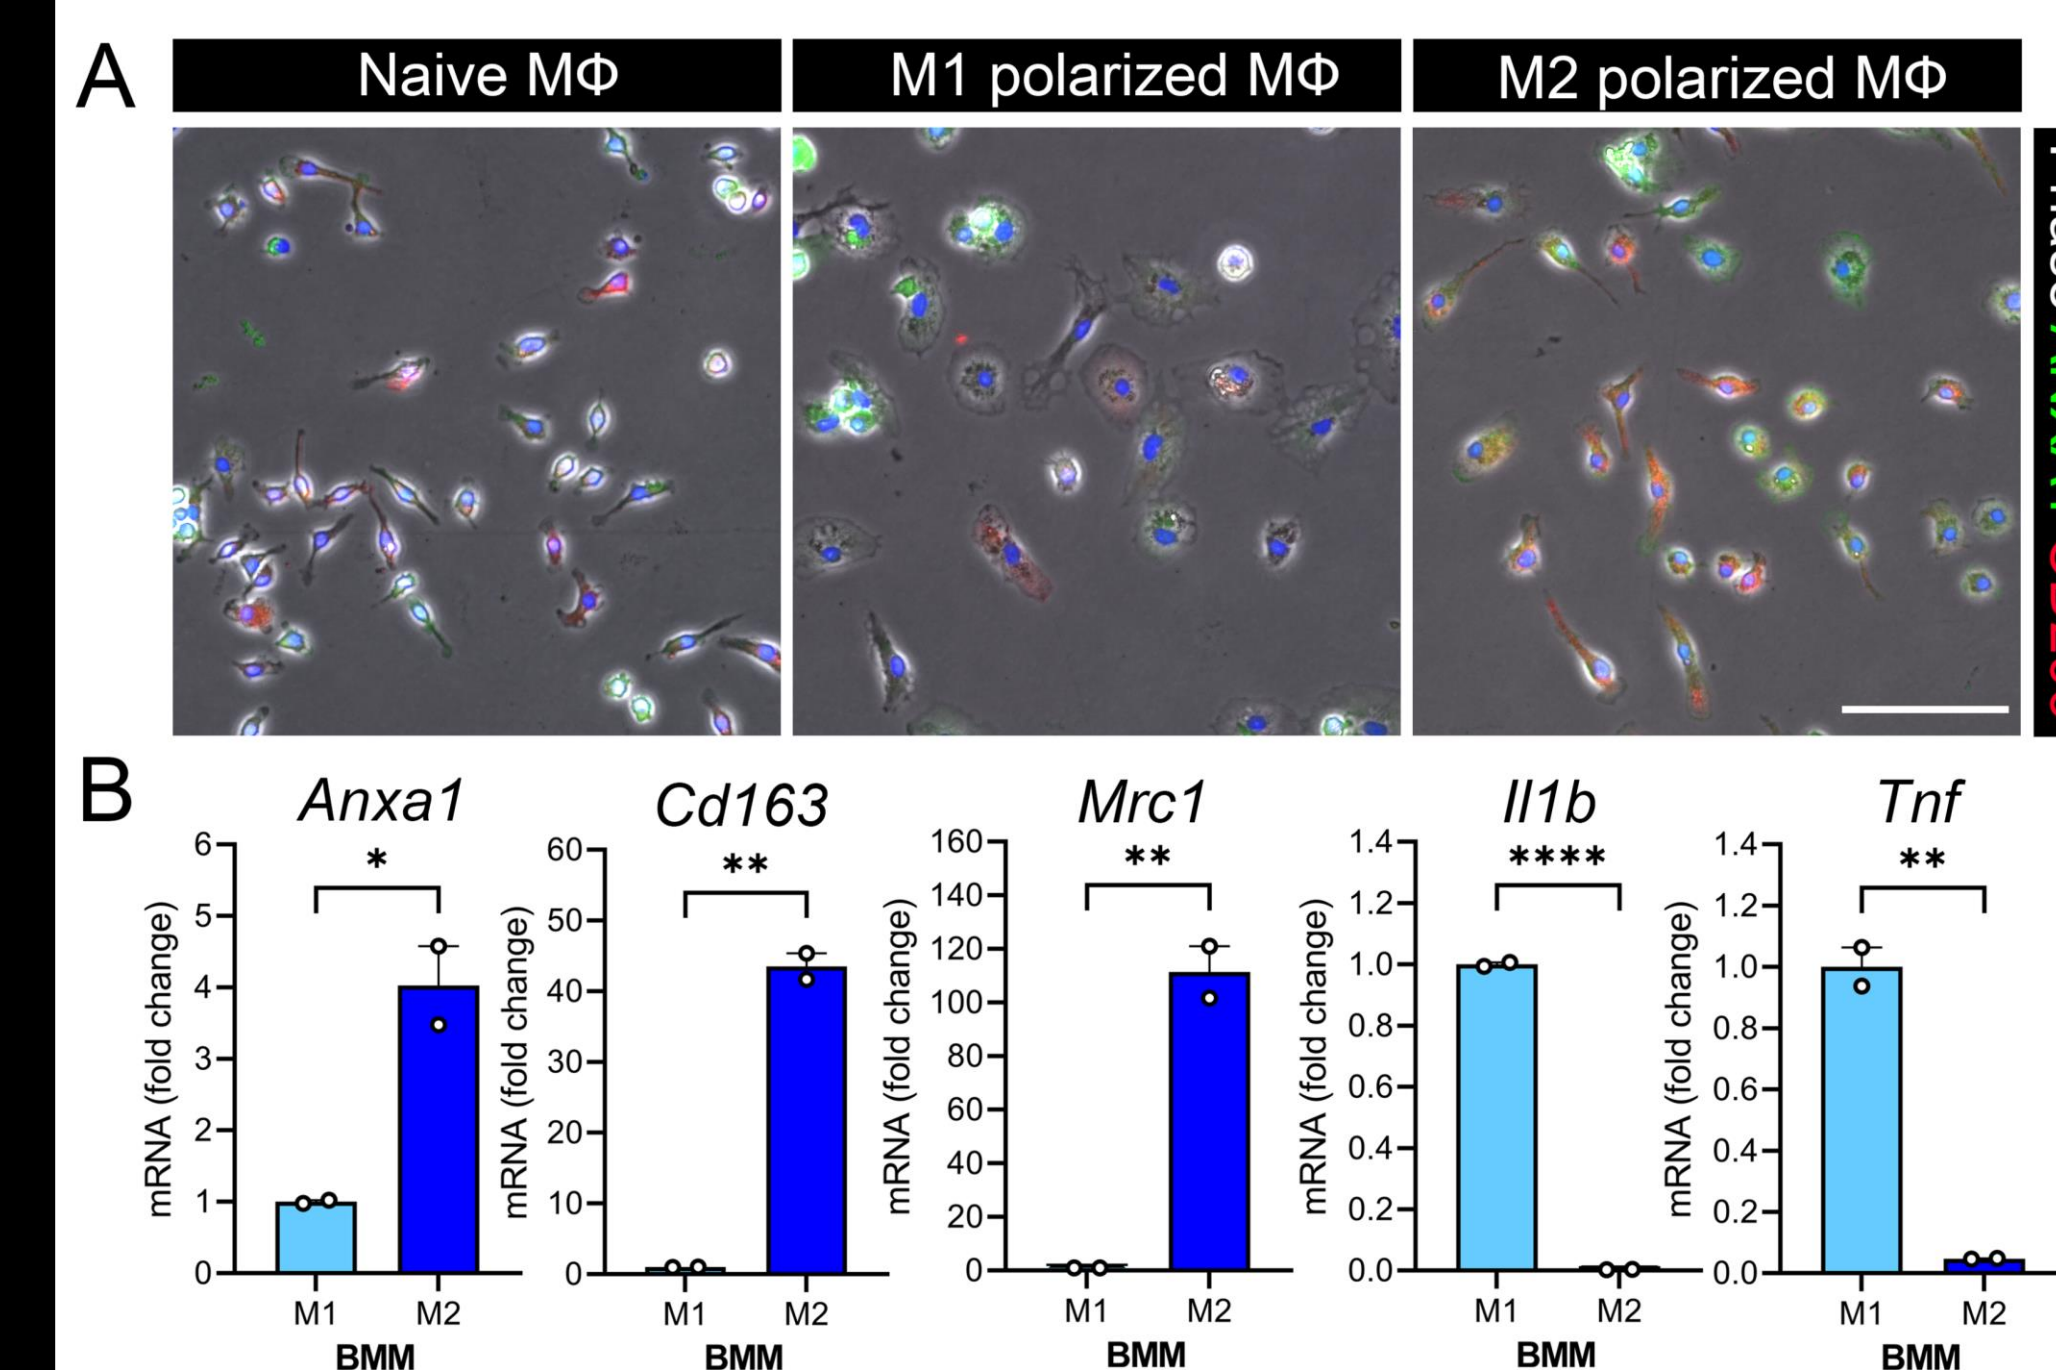 A
Naive MΦ
M1 polarized MΦ
M2 polarized MΦ
B
Anxa1
mRNA (fold change)
6
5
4
3
2
1
0
*
M1
M2
BMM
Cd163
mRNA (fold change)
60
50
40
30
20
10
0
**
M1
M2
BMM
Mrc1
mRNA (fold change)
160
140
120
100
80
60
40
20
0
**
M1
M2
BMM
Il1b
mRNA (fold change)
1.4
1.2
1.0
0.8
0.6
0.4
0.2
0.0
****
M1
M2
BMM
Tnf
mRNA (fold change)
1.4
1.2
1.0
0.8
0.6
0.4
0.2
0.0
**
M1
M2
BMM